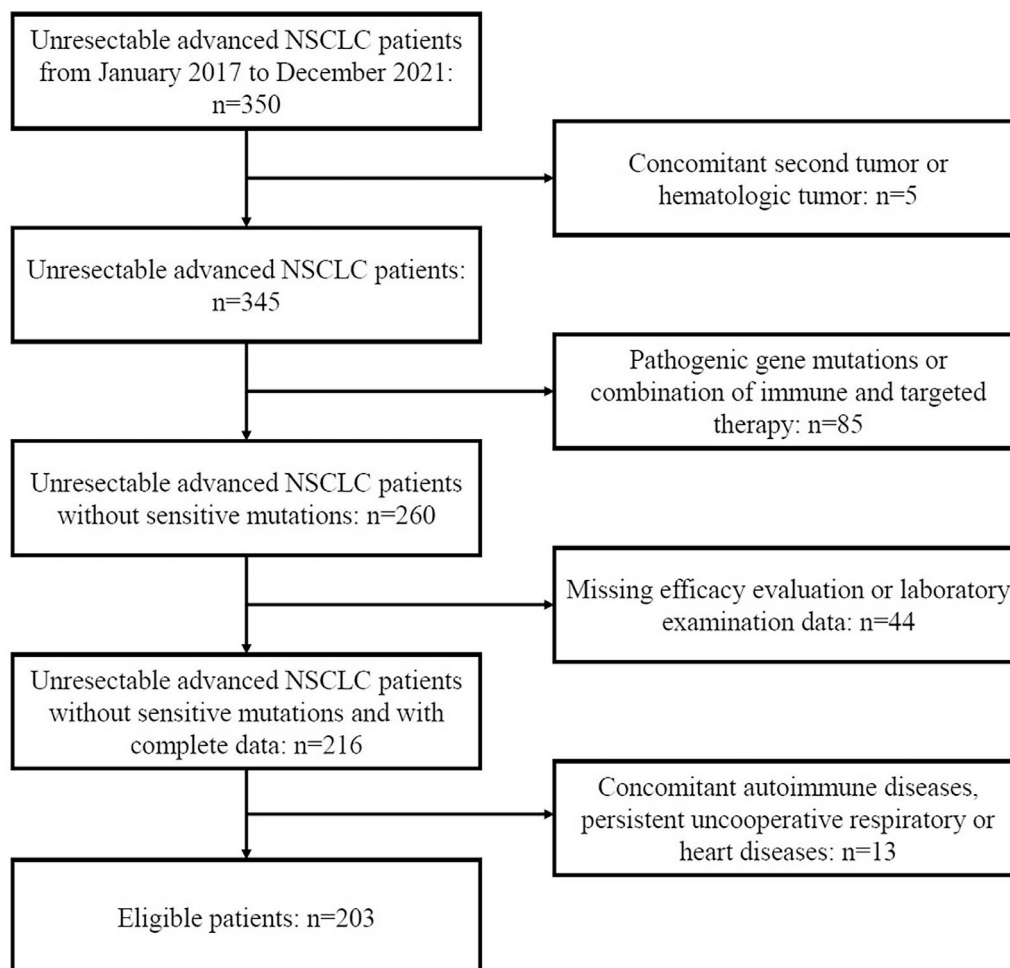 Unresectable advanced NSCLC patients
from January 2017 to December 2021:
n=350
Concomitant second tumor or
hematologic tumor: n=5
Unresectable advanced NSCLC patients:
n=345
Pathogenic gene mutations or
combination of immune and targeted
therapy: n=85
Unresectable advanced NSCLC patients
without sensitive mutations: n=260
Missing efficacy evaluation or laboratory
examination data: n=44
Unresectable advanced NSCLC patients
without sensitive mutations and with
complete data: n=216
Concomitant autoimmune diseases,
persistent uncooperative respiratory or
heart diseases: n=13
Eligible patients: n=203